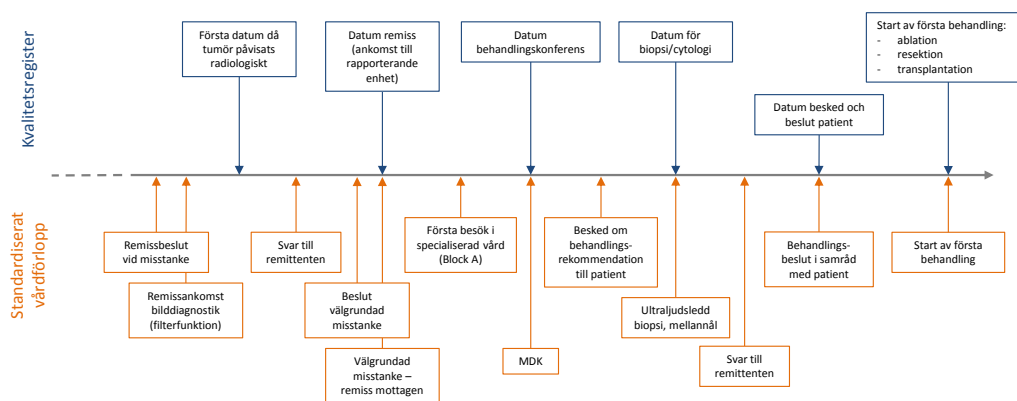 Kvalitetsregister
Första datum då
tumör påvisats
radiologiskt
Datum remiss
(ankomst till
rapporterande
enhet)
Datum
behandlingskonferens
Datum för
biopsi/cytologi
Datum besked och
beslut patient
Start av första behandling:
- ablation
- resektion
- transplantation
Standardiserat
vårdförlopp
Remissbeslut
vid misstanke
Remissankomst
bilddiagnostik
(filterfunktion)
Svar till
remittenten
Beslut
välgrundad
misstanke
Välgrundad
misstanke –
remiss mottagen
Första besök i
specialiserad vård
(Block A)
MDK
Besked om
behandlings-
rekommendation
till patient
Ultraljudsledd
biopsi, mellannål
Svar till
remittenten
Behandlings-
beslut i samråd
med patient
Start av första
behandling